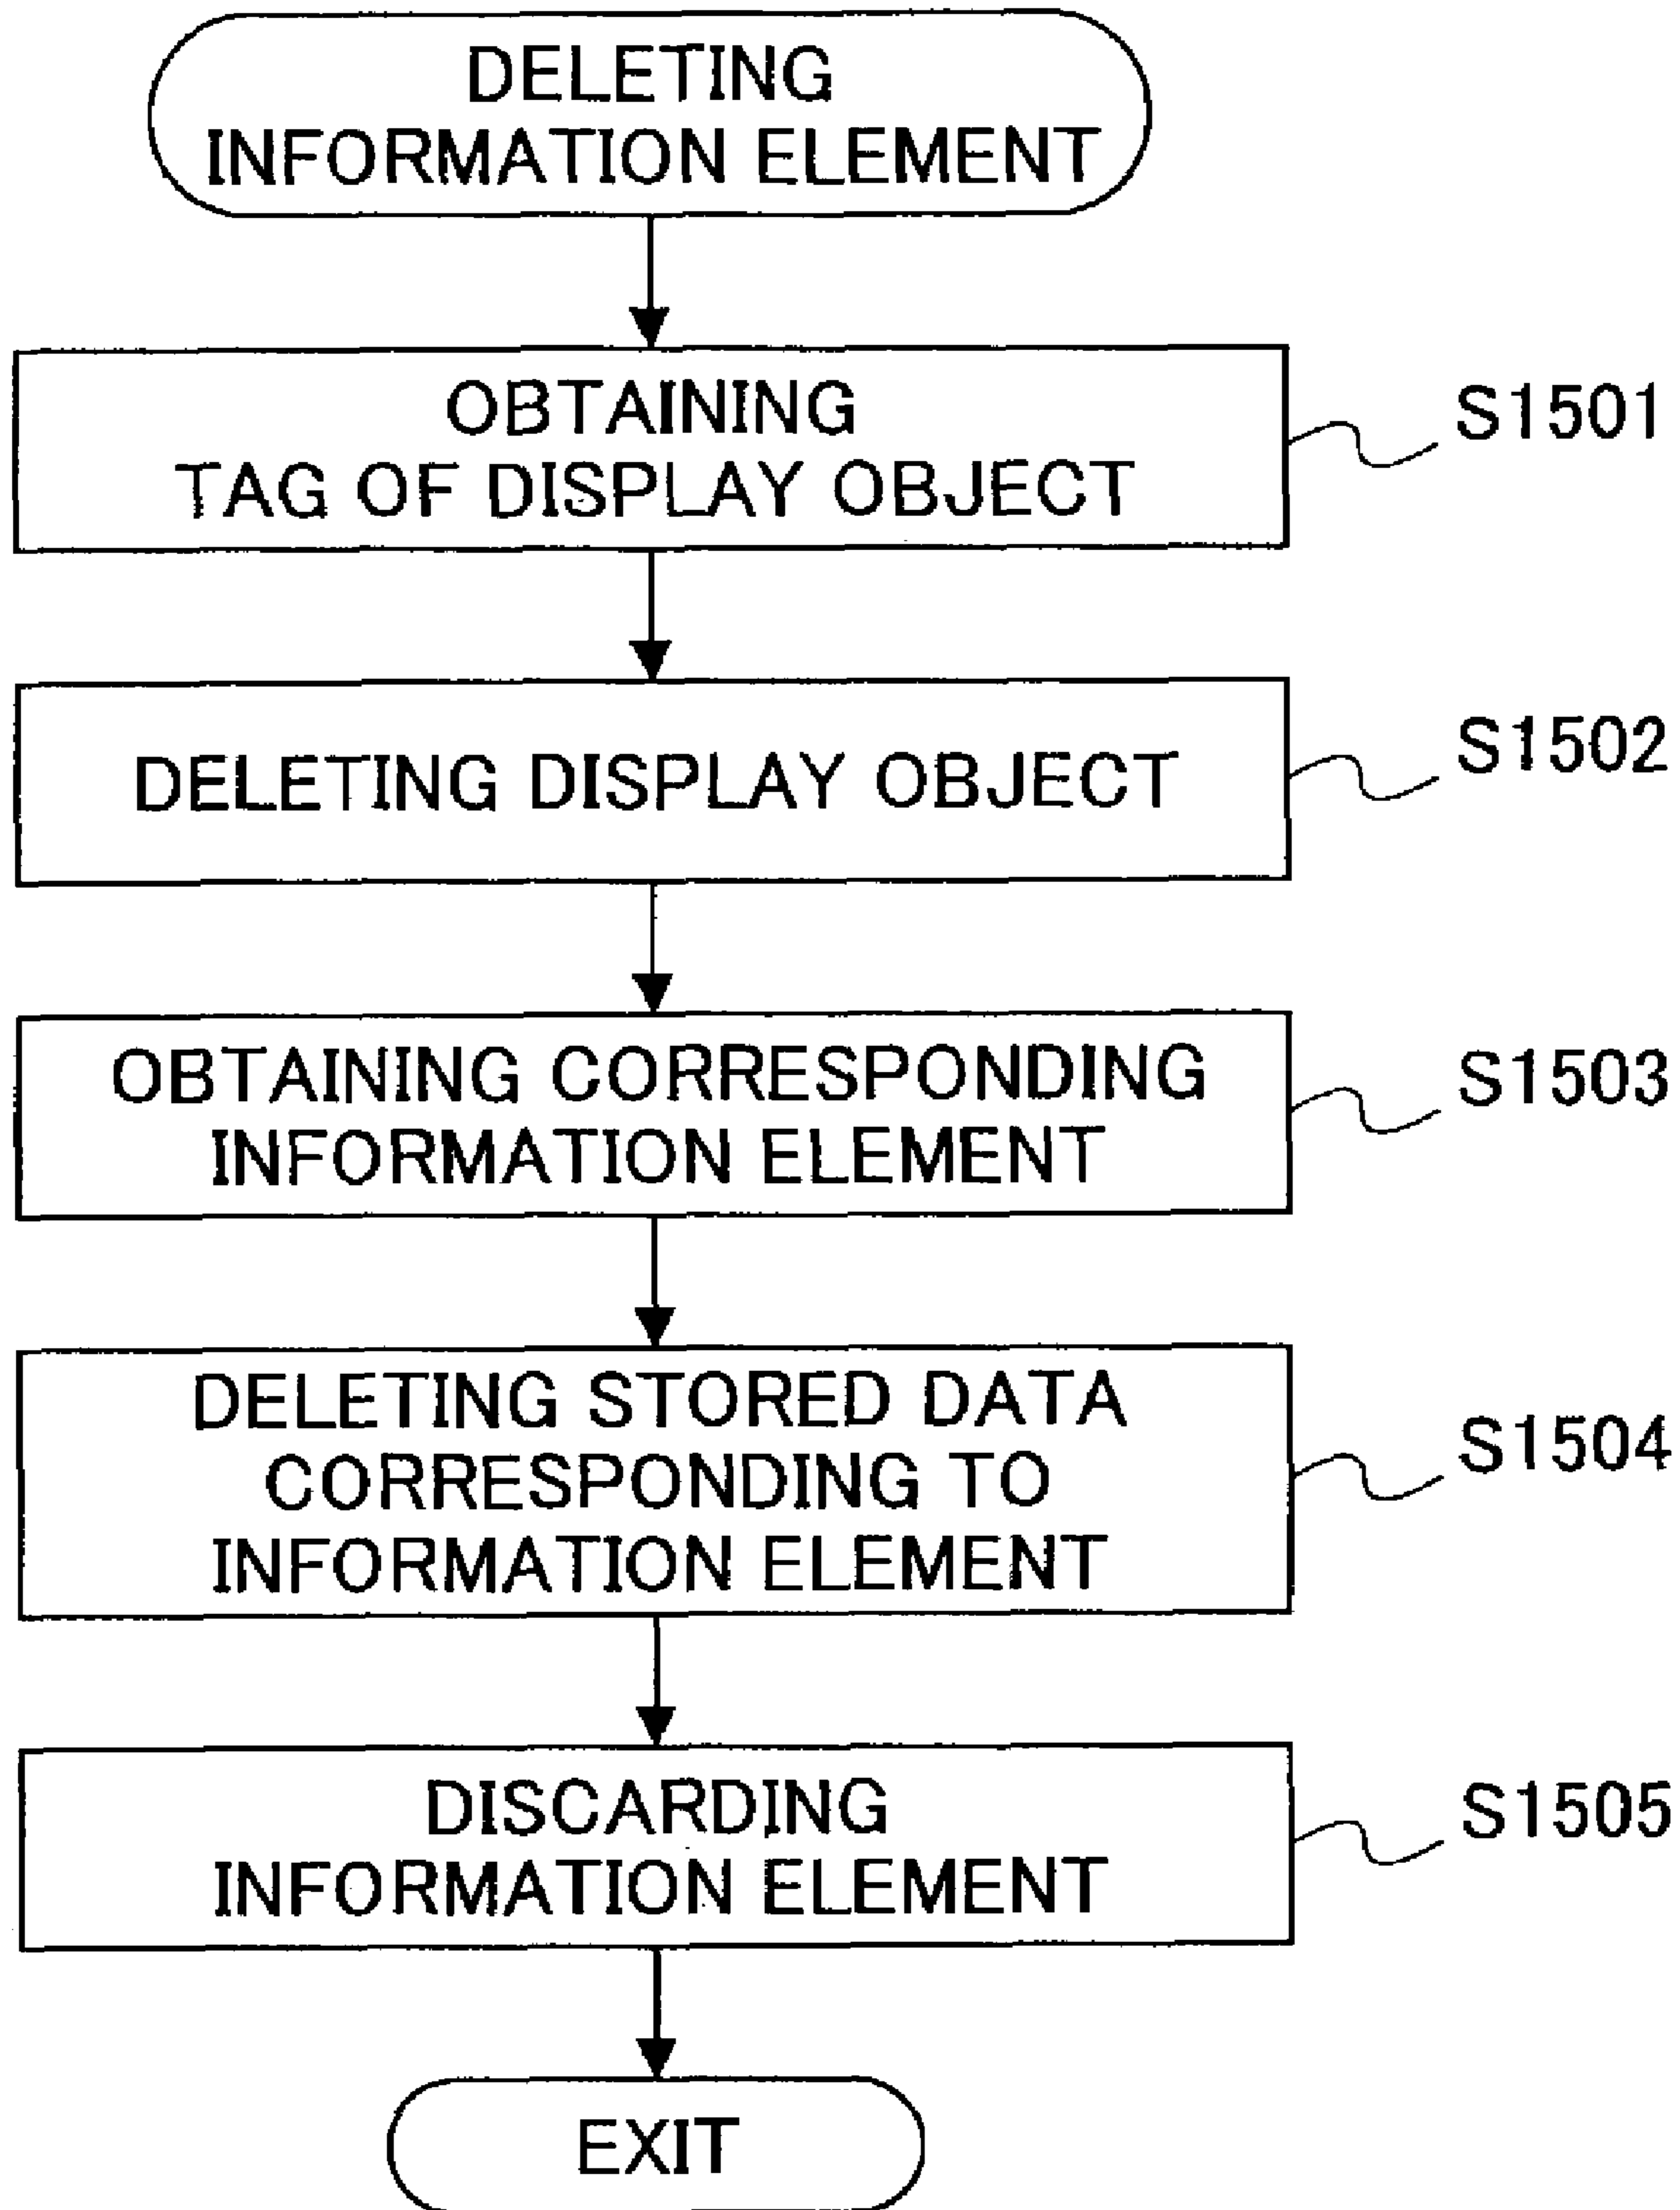 DELETING
INFORMATION ELEMENT
OBTAINING
TAG OF DISPLAY OBJECT
S1501
DELETING DISPLAY OBJECT
S1502
OBTAINING CORRESPONDING
INFORMATION ELEMENT
S1503
DELETING STORED DATA
CORRESPONDING TO
INFORMATION ELEMENT
S1504
DISCARDING
INFORMATION ELEMENT
S1505
EXIT